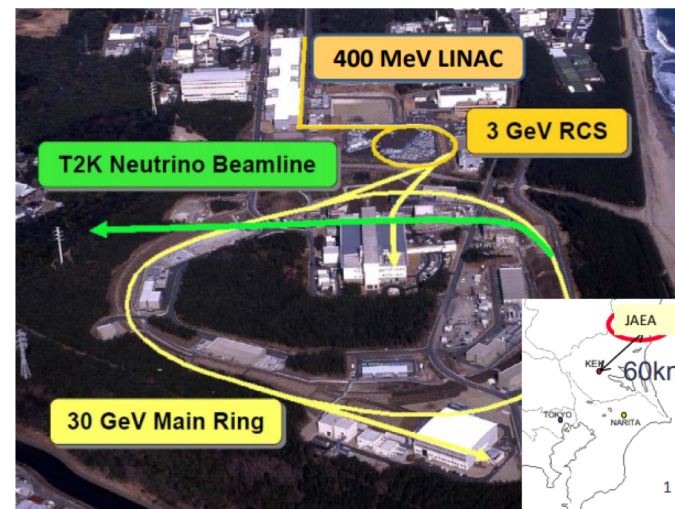 400 MeV LINAC
3 GeV RCS
T2K Neutrino Beamline
JAEA
KEK
60km
30 GeV Main Ring
TOKYO
NARITA
1